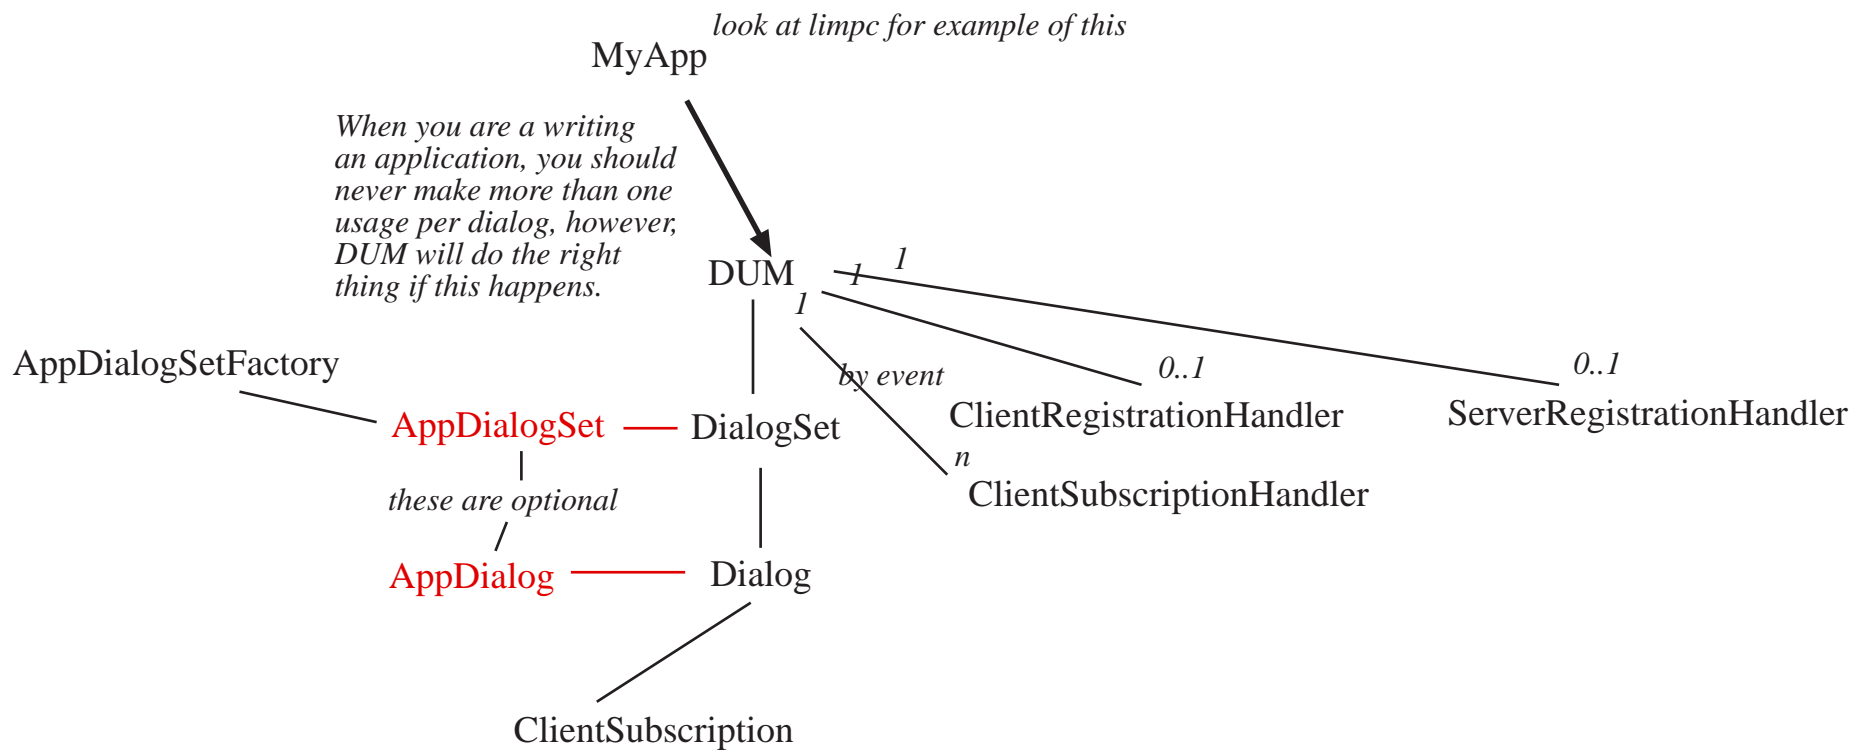 look at limpc for example of this
MyApp
When you are a writing
an application, you should
never make more than one
usage per dialog, however,
DUM will do the right
thing if this happens.
DUM
1
1
1
AppDialogSetFactory
by event
0..1
0..1
AppDialogSet
DialogSet
ClientRegistrationHandler
ServerRegistrationHandler
n
these are optional
ClientSubscriptionHandler
AppDialog
Dialog
ClientSubscription